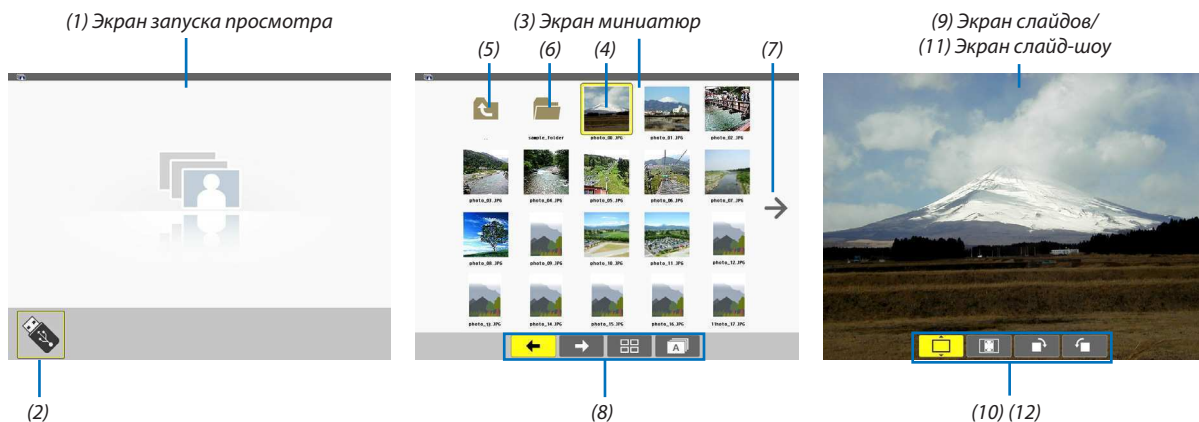 (1) Экран запуска просмотра
(3) Экран миниатюр
(9) Экран слайдов/
(11) Экран слайд-шоу
(5) (6) (4) (7)
sample_folder photo_00.JPG photo_01.JPG photo_02.JPG
photo_03.JPG photo_04.JPG photo_05.JPG photo_06.JPG photo_07.JPG
photo_08.JPG photo_09.JPG photo_10.JPG photo_11.JPG photo_12.JPG
photo_13.JPG photo_14.JPG photo_15.JPG photo_16.JPG photo_17.JPG
A
(2) (8) (10) (12)